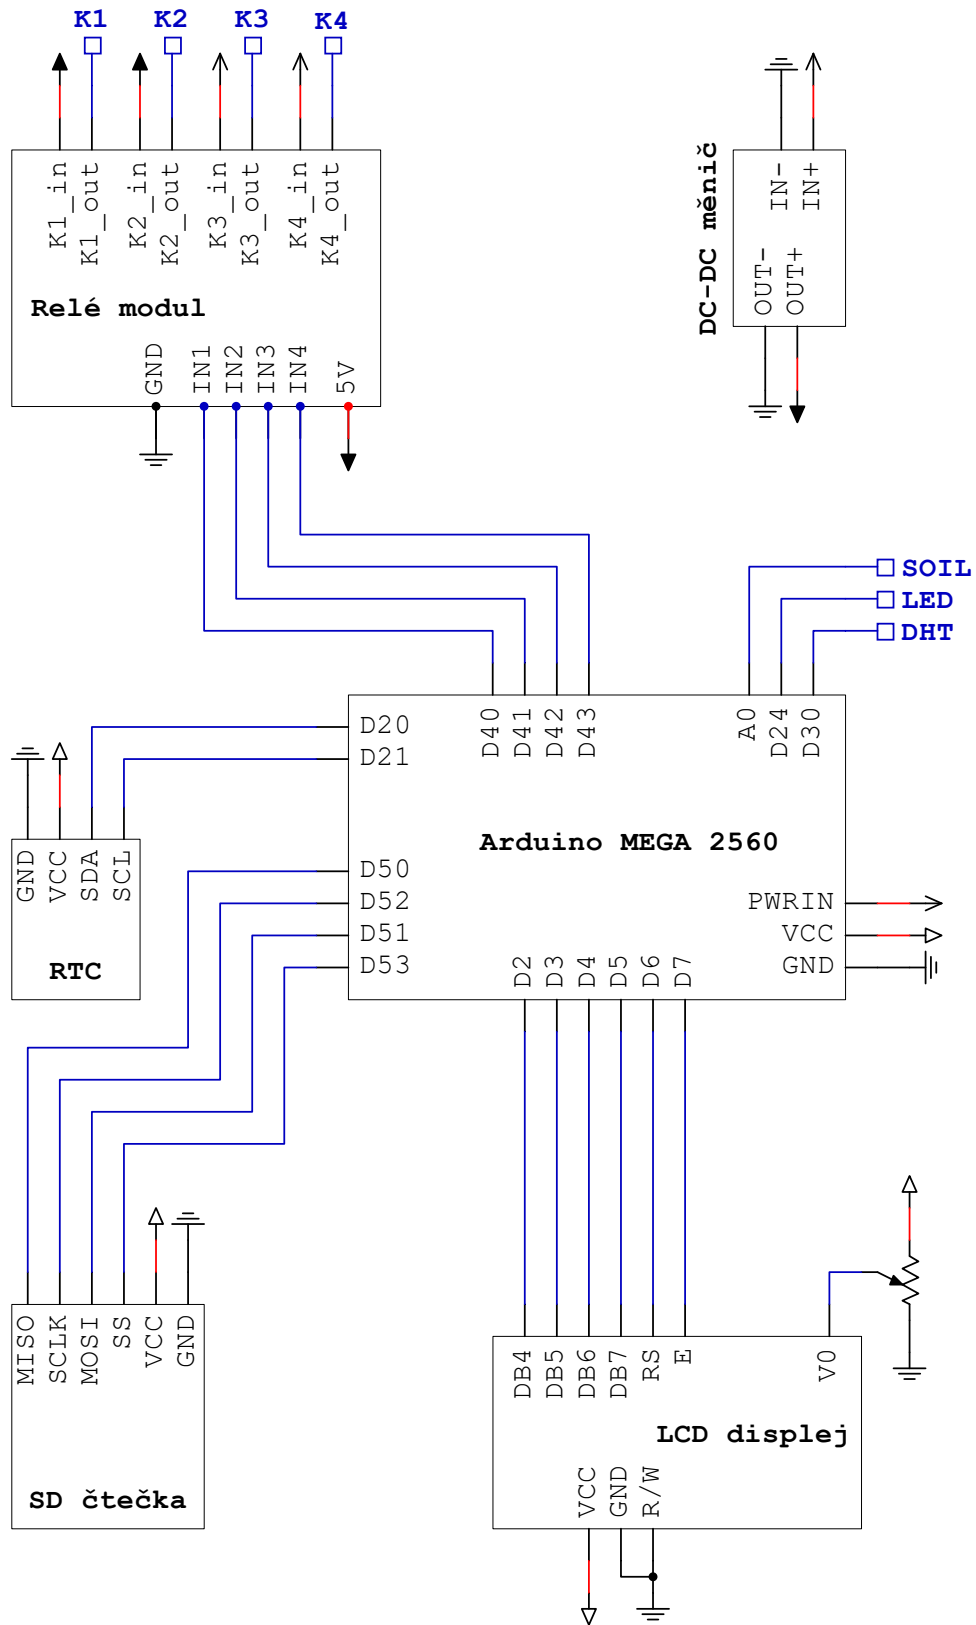 K1 K2 K3 K4
K1_in
K1_out
K2_in
K2_out
K3_in
K3_out
K4_in
K4_out
Relé modul
GND
IN1
IN2
IN3
IN4
5V
DC-DC měnič
IN-
IN+
OUT-
OUT+
SOIL
LED
DHT
D20
D21
D40
D41
D42
D43
A0
D24
D30
Arduino MEGA 2560
D50
D52
D51
D53
PWRIN
VCC
GND
D2
D3
D4
D5
D6
D7
GND
VCC
SDA
SCL
RTC
MISO
SCLK
MOSI
SS
VCC
GND
SD čtečka
DB4
DB5
DB6
DB7
RS
E
V0
LCD displej
VCC
GND
R/W